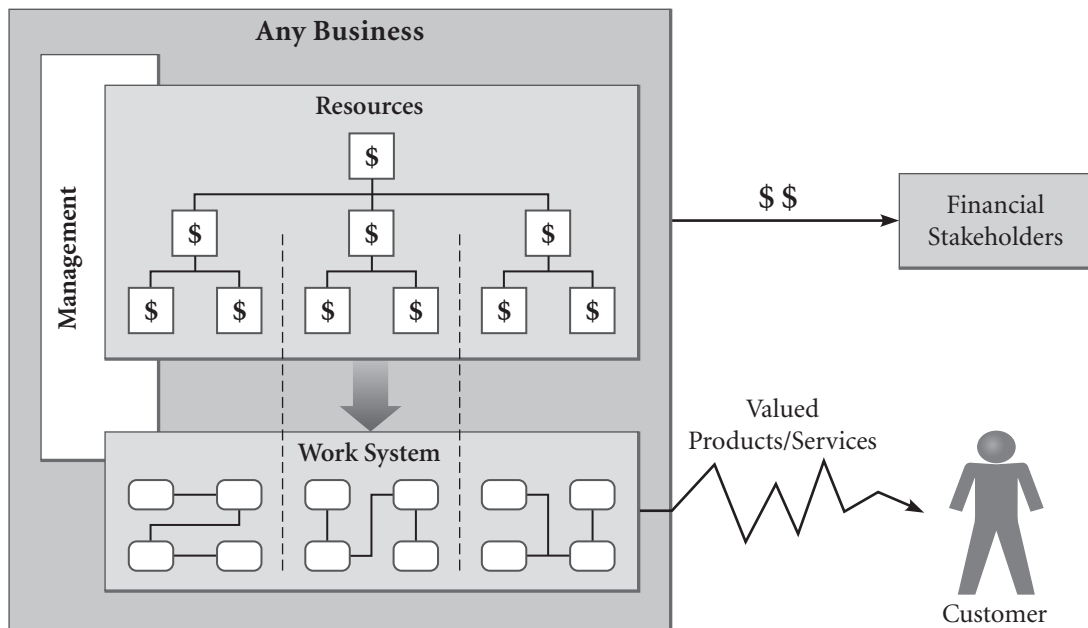 Any Business
Management
Resources
$
$
$
$
$
$
$
$
$
$
$ $
Financial
Stakeholders
Work System
Valued
Products/Services
Customer